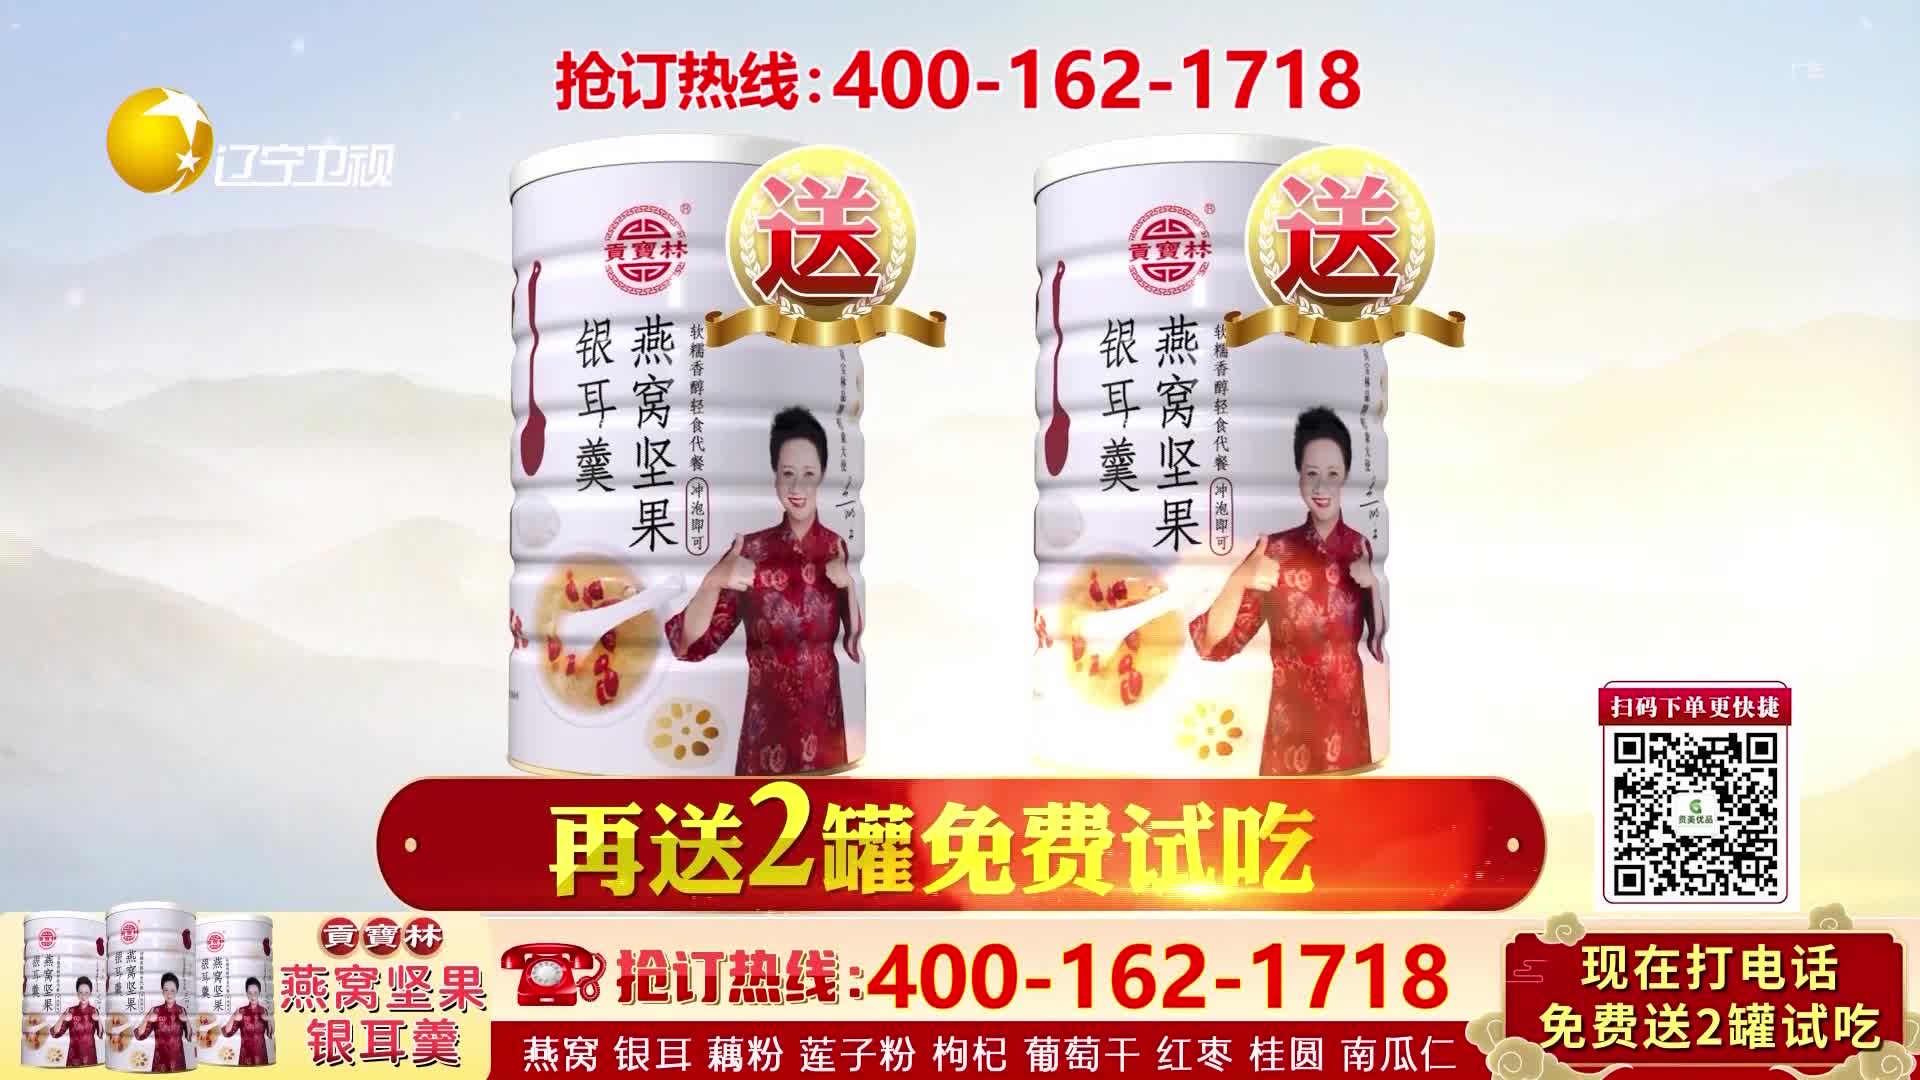 抢订热线:400-162-1718
辽宁卫视
广告
貢寶林
燕窝坚果
银耳羹
软糯香醇轻食代餐
冲泡即可
送
貢寶林
燕窝坚果
银耳羹
软糯香醇轻食代餐
冲泡即可
送
再送2罐免费试吃
扫码下单更快捷
贡美优品
貢寶林
燕窝坚果
银耳羹
抢订热线:400-162-1718
燕窝 银耳 藕粉 莲子粉 枸杞 葡萄干 红枣 桂圆 南瓜仁
现在打电话
免费送2罐试吃